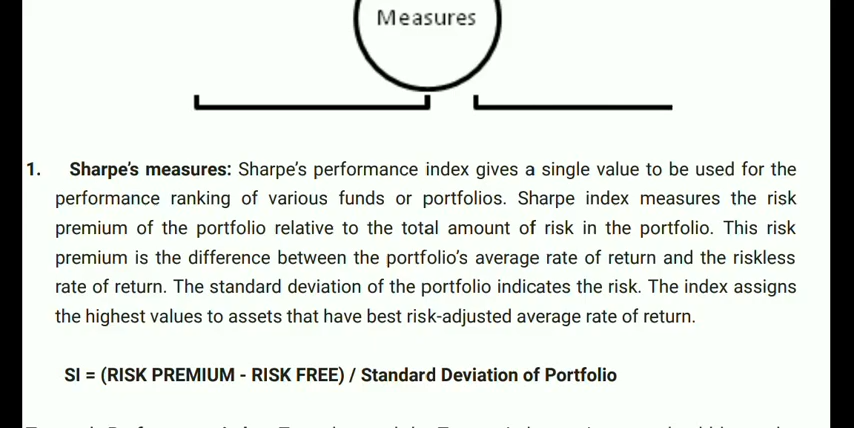 Measures
1. Sharpe's measures: Sharpe's performance index gives a single value to be used for the
performance ranking of various funds or portfolios. Sharpe index measures the risk
premium of the portfolio relative to the total amount of risk in the portfolio. This risk
premium is the difference between the portfolio's average rate of return and the riskless
rate of return. The standard deviation of the portfolio indicates the risk. The index assigns
the highest values to assets that have best risk-adjusted average rate of return.
SI = (RISK PREMIUM - RISK FREE) / Standard Deviation of Portfolio